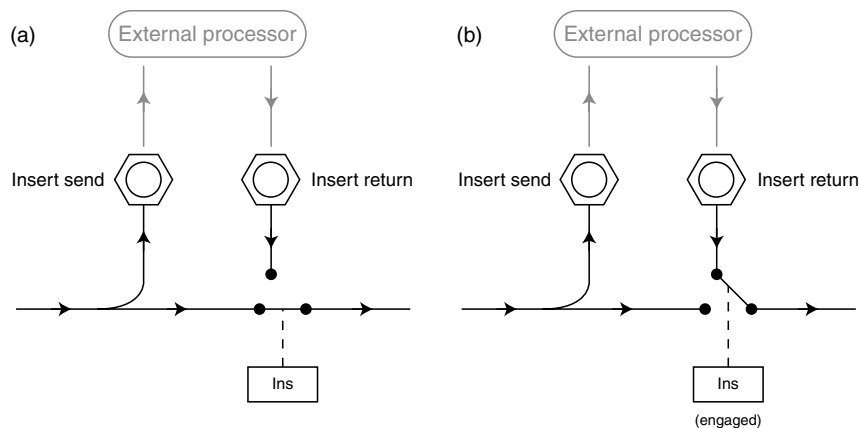 (a)
External processor
Insert send
Insert return
Ins
(b)
External processor
Insert send
Insert return
Ins
(engaged)